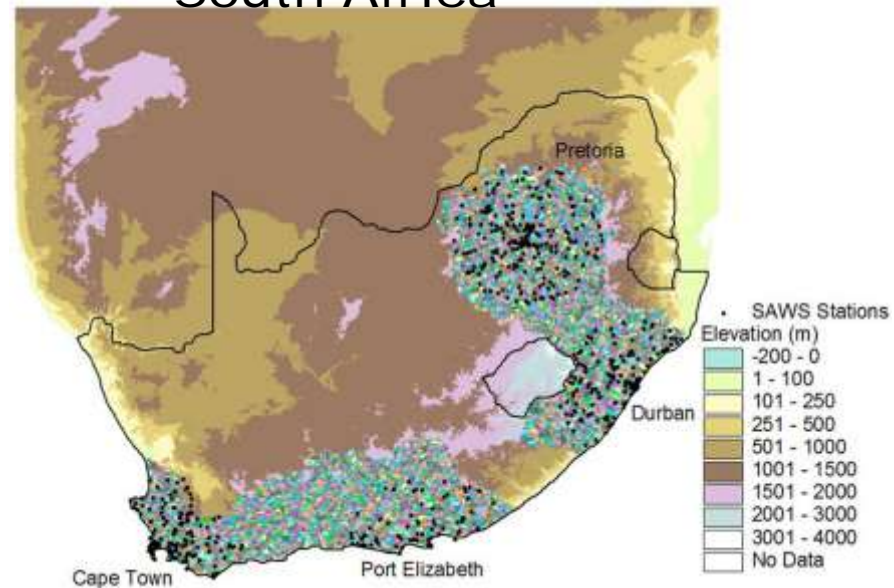 South Africa
Pretoria
SAWS Stations
Elevation (m)
-200 - 0
1 - 100
101 - 250
251 - 500
501 - 1000
1001 - 1500
1501 - 2000
2001 - 3000
3001 - 4000
No Data
Durban
Port Elizabeth
Cape Town